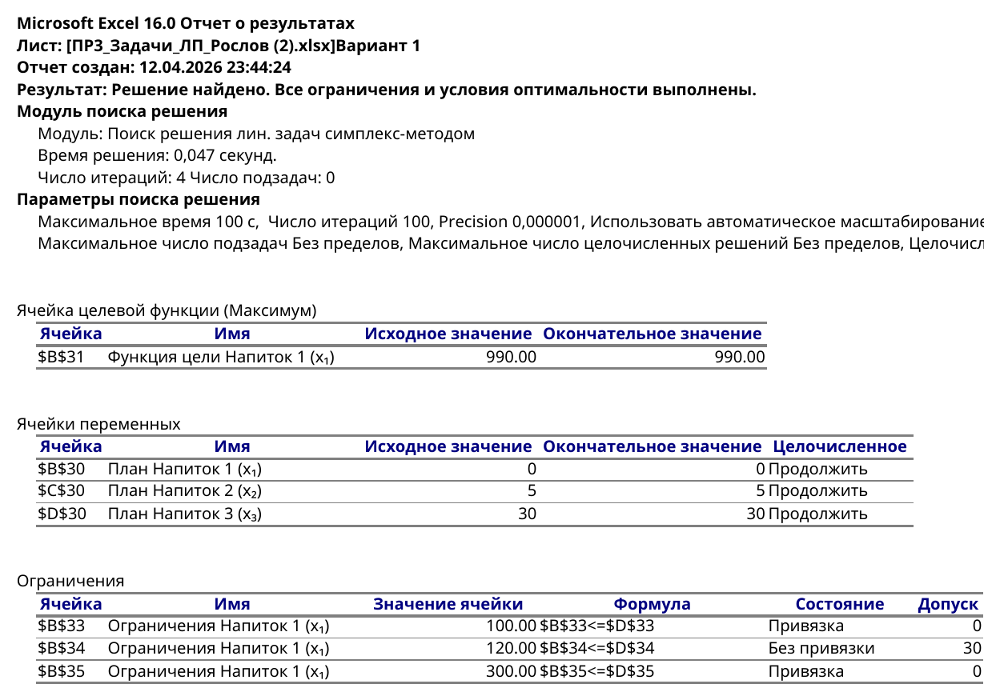 Microsoft Excel 16.0 Отчет о результатах
Лист: [ПР3_Задачи_ЛП_Рослов (2).xlsx]Вариант 1
Отчет создан: 12.04.2026 23:44:24
Результат: Решение найдено. Все ограничения и условия оптимальности выполнены.
Модуль поиска решения
Модуль: Поиск решения лин. задач симплекс-методом
Время решения: 0,047 секунд.
Число итераций: 4 Число подзадач: 0
Параметры поиска решения
Максимальное время 100 с,  Число итераций 100, Precision 0,000001, Использовать автоматическое масштабирование
Максимальное число подзадач Без пределов, Максимальное число целочисленных решений Без пределов, Целочисл
Ячейка целевой функции (Максимум)
Ячейка Имя Исходное значение Окончательное значение
$B$31 Функция цели Напиток 1 (x₁) 990.00 990.00
Ячейки переменных
Ячейка Имя Исходное значение Окончательное значение Целочисленное
$B$30 План Напиток 1 (x₁) 0 0 Продолжить
$C$30 План Напиток 2 (x₂) 5 5 Продолжить
$D$30 План Напиток 3 (x₃) 30 30 Продолжить
Ограничения
Ячейка Имя Значение ячейки Формула Состояние Допуск
$B$33 Ограничения Напиток 1 (x₁) 100.00 $B$33<=$D$33 Привязка 0
$B$34 Ограничения Напиток 1 (x₁) 120.00 $B$34<=$D$34 Без привязки 30
$B$35 Ограничения Напиток 1 (x₁) 300.00 $B$35<=$D$35 Привязка 0